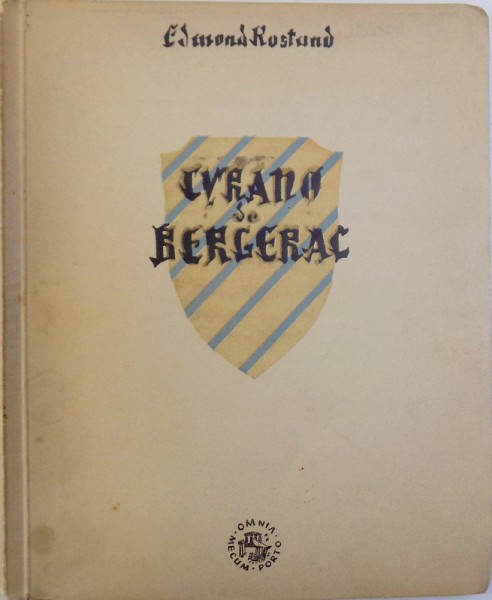 Edmond Rostand
CYRANO
de
BERGERAC
OMNIA · MECUM · PORTO ·